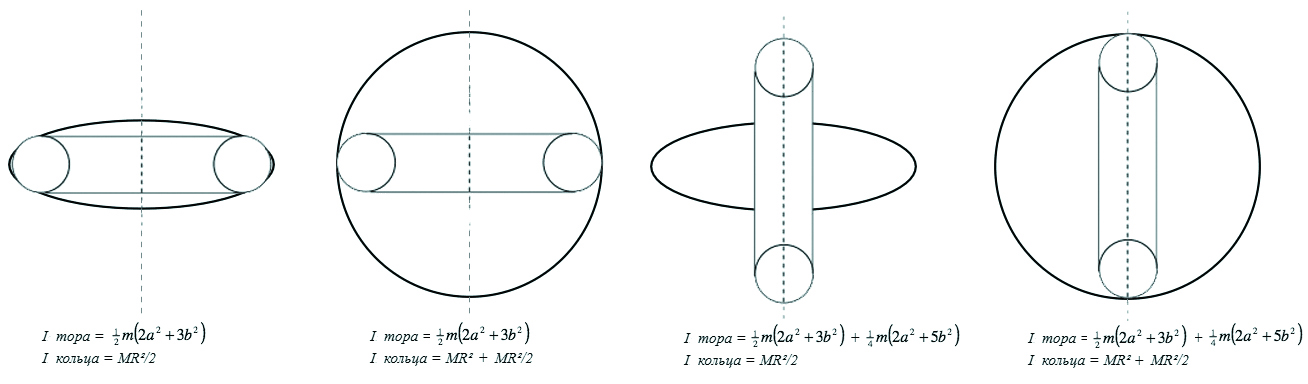 I тора = ½m(2a²+3b²)
I кольца = MR²/2
I тора = ½m(2a²+3b²)
I кольца = MR² + MR²/2
I тора = ½m(2a²+3b²) + ¼m(2a²+5b²)
I кольца = MR²/2
I тора = ½m(2a²+3b²) + ¼m(2a²+5b²)
I кольца = MR² + MR²/2